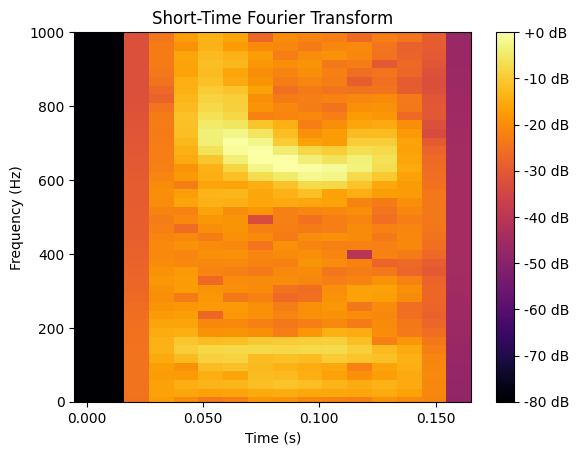 Short-Time Fourier Transform
Frequency (Hz)
1000
800
600
400
200
0
0.000
0.050
0.100
0.150
Time (s)
+0 dB
-10 dB
-20 dB
-30 dB
-40 dB
-50 dB
-60 dB
-70 dB
-80 dB